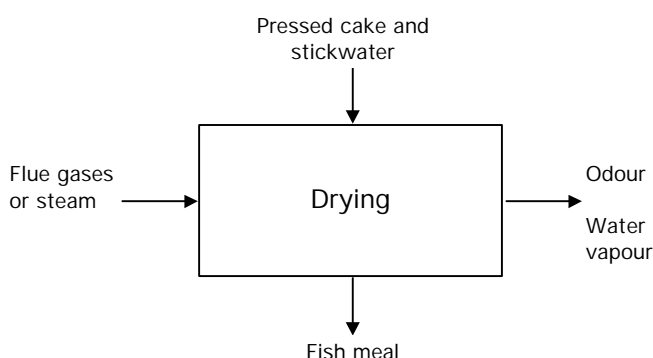 Pressed cake and
stickwater
Flue gases
or steam
Drying
Odour
Water
vapour
Fish meal